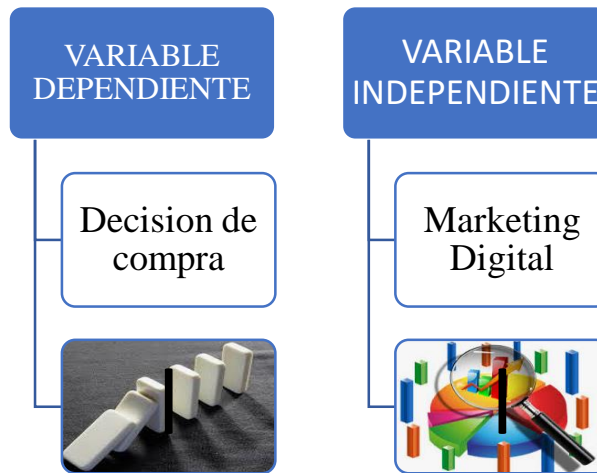 VARIABLE
DEPENDIENTE
Decision de
compra
VARIABLE
INDEPENDIENTE
Marketing
Digital